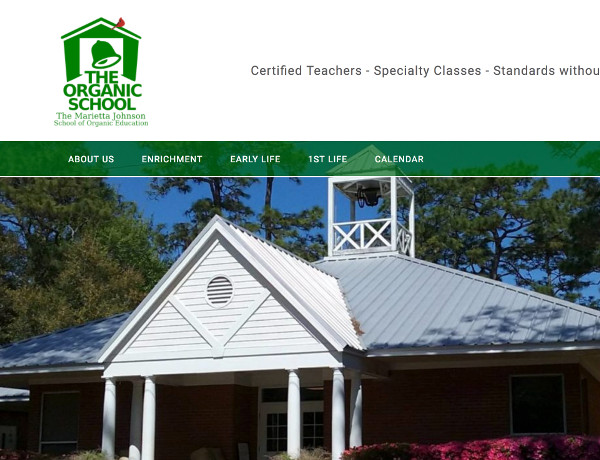 THE
ORGANIC
SCHOOL
The Marietta Johnson
School of Organic Education
Certified Teachers - Specialty Classes - Standards withou
ABOUT US
ENRICHMENT
EARLY LIFE
1ST LIFE
CALENDAR